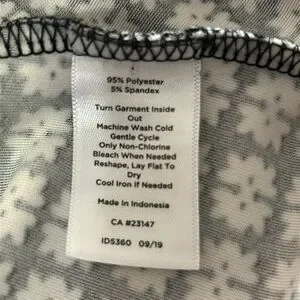 95% Polyester
5% Spandex
Turn Garment Inside
Out
Machine Wash Cold
Gentle Cycle
Only Non-Chlorine
Bleach When Needed
Reshape, Lay Flat To
Dry
Cool Iron If Needed
Made In Indonesia
CA #23147
ID5360 09/19